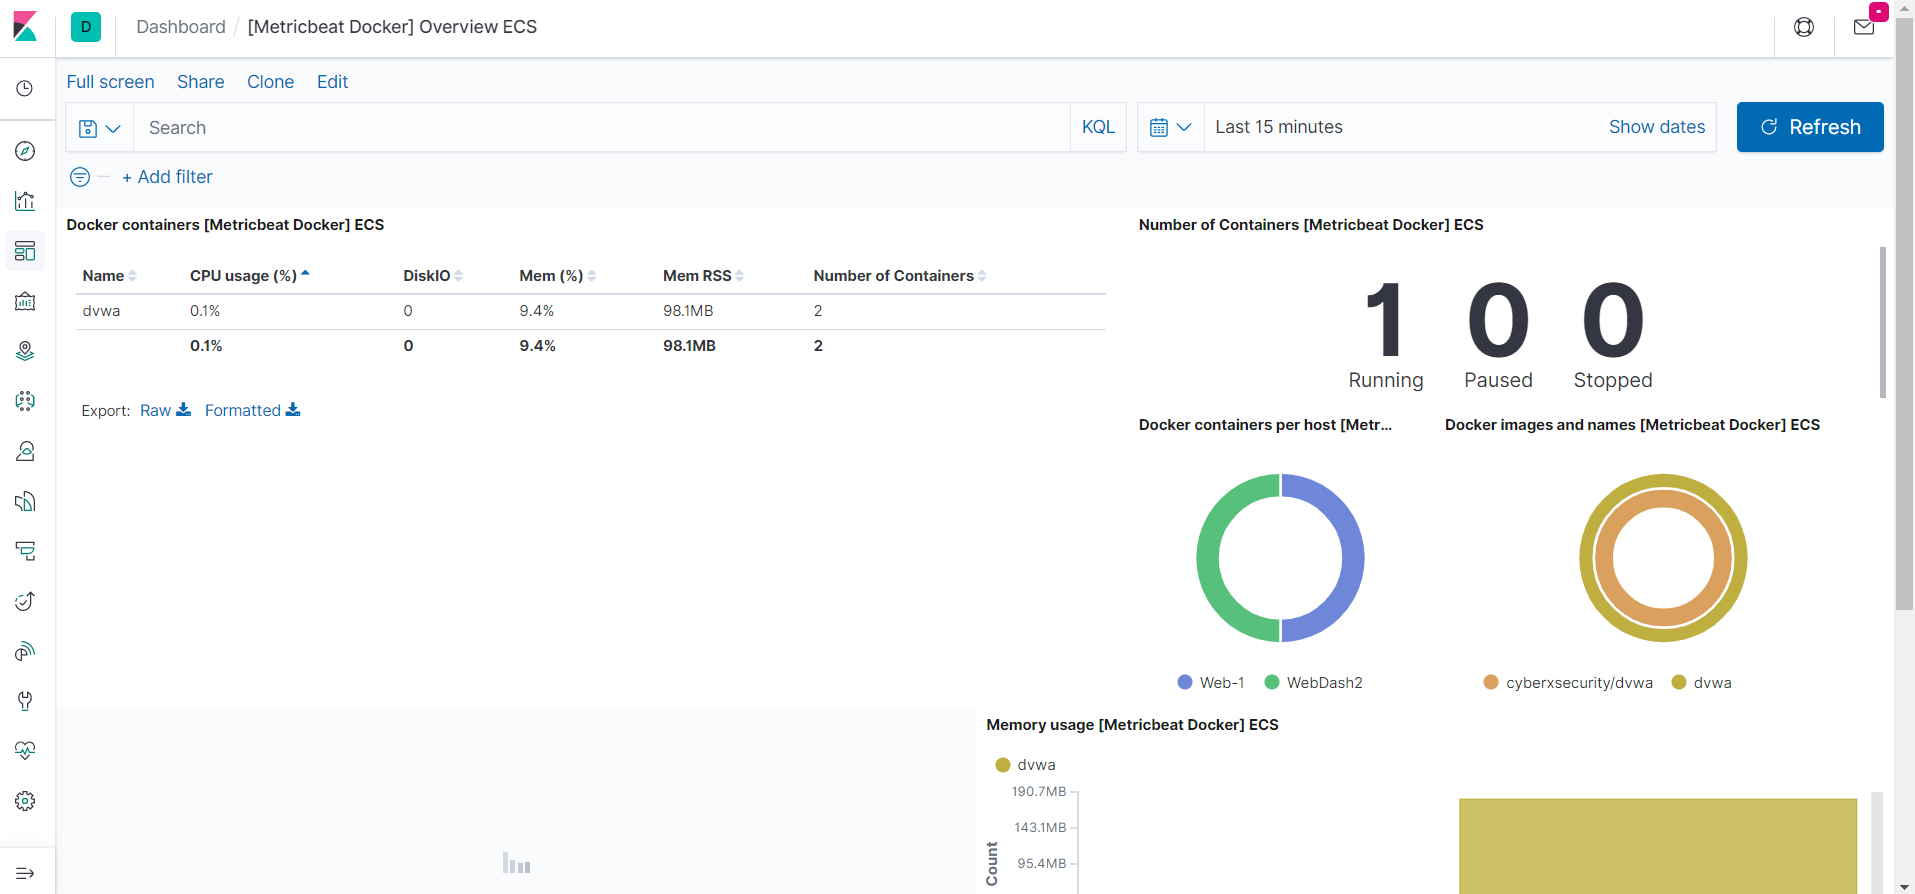 D Dashboard / [Metricbeat Docker] Overview ECS
Full screen Share Clone Edit
Search KQL Last 15 minutes Show dates Refresh
+ Add filter
Docker containers [Metricbeat Docker] ECS
Name CPU usage (%) DiskIO Mem (%) Mem RSS Number of Containers
dvwa 0.1% 0 9.4% 98.1MB 2
0.1% 0 9.4% 98.1MB 2
Export: Raw Formatted
Number of Containers [Metricbeat Docker] ECS
1 0 0
Running Paused Stopped
Docker containers per host [Metr...
Web-1 WebDash2
Docker images and names [Metricbeat Docker] ECS
cyberxsecurity/dvwa dvwa
Memory usage [Metricbeat Docker] ECS
dvwa
190.7MB
143.1MB
95.4MB
Count